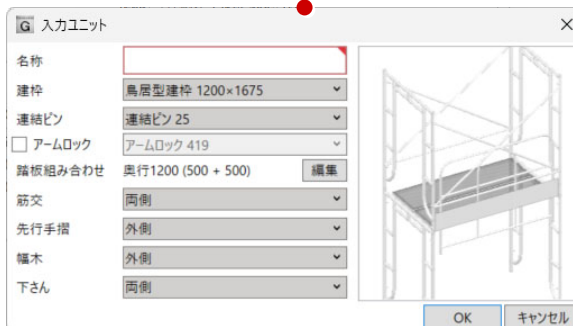 G 入力ユニット ×
名称
建枠 鳥居型建枠 1200×1675
連結ピン 連結ピン 25
アームロック アームロック 419
踏板組み合わせ 奥行1200 (500 + 500) 編集
筋交 両側
先行手摺 外側
幅木 外側
下さん 両側
OK キャンセル